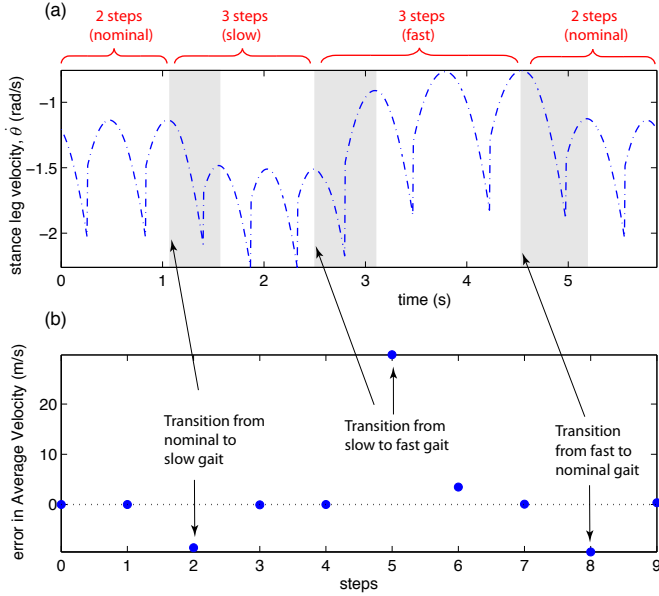 (a)
2 steps
(nominal)
3 steps
(slow)
3 steps
(fast)
2 steps
(nominal)
stance leg velocity, θ̇ (rad/s)
-1
-1.5
-2
0 1 2 3 4 5
time (s)
(b)
error in Average Velocity (m/s)
20
10
0
Transition from
nominal to
slow gait
Transition from
slow to fast gait
Transition
from fast to
nominal gait
0 1 2 3 4 5 6 7 8 9
steps